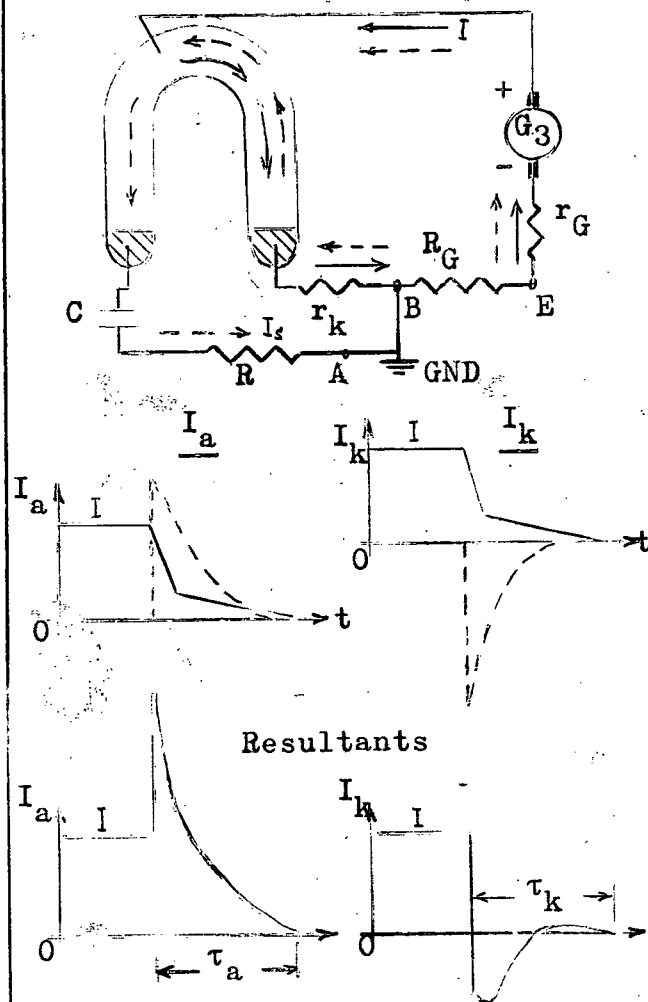 I
+
G3
-
rG
RG
rk
B
E
C
Is
R
A
GND
Ia
Ik
Ia
I
0
t
Ik
I
0
t
Resultants
Ia
I
0
τa
Ik
I
0
τk